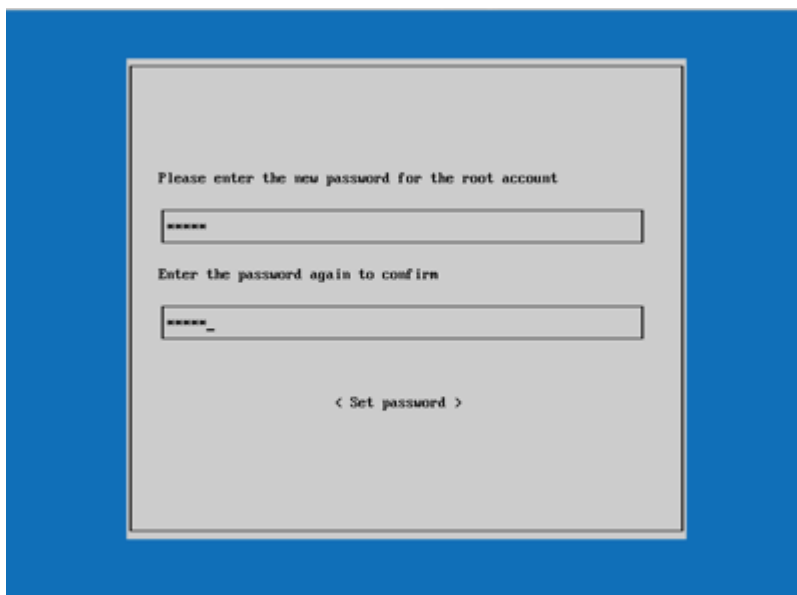 Please enter the new password for the root account
*****
Enter the password again to confirm
*****_
< Set password >